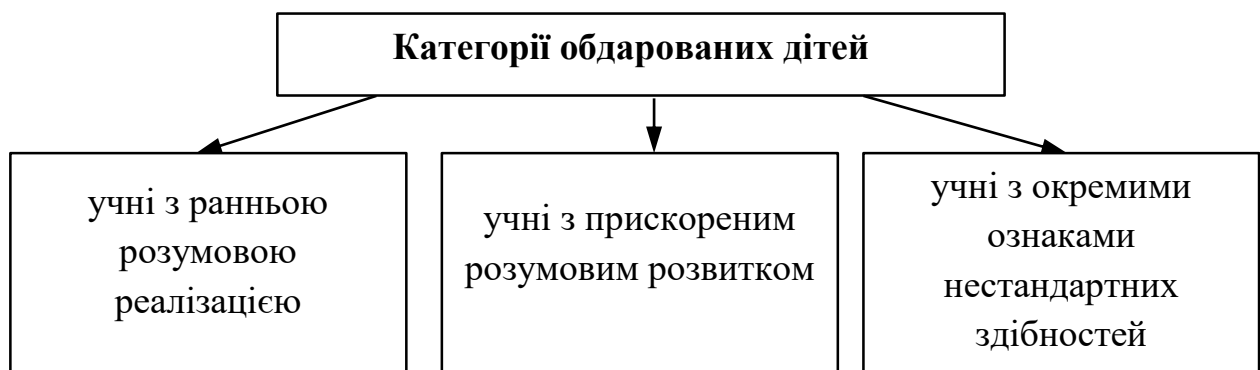 Категорії обдарованих дітей
учні з ранньою
розумовою
реалізацією
учні з прискореним
розумовим розвитком
учні з окремими
ознаками
нестандартних
здібностей